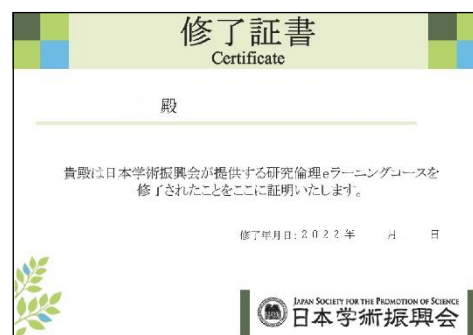 修了証書
Certificate
殿
貴殿は日本学術振興会が提供する研究倫理eラーニングコースを
修了されたことをここに証明いたします。
修了年月日:2022年　月　日
JAPAN SOCIETY FOR THE PROMOTION OF SCIENCE
日本学術振興会